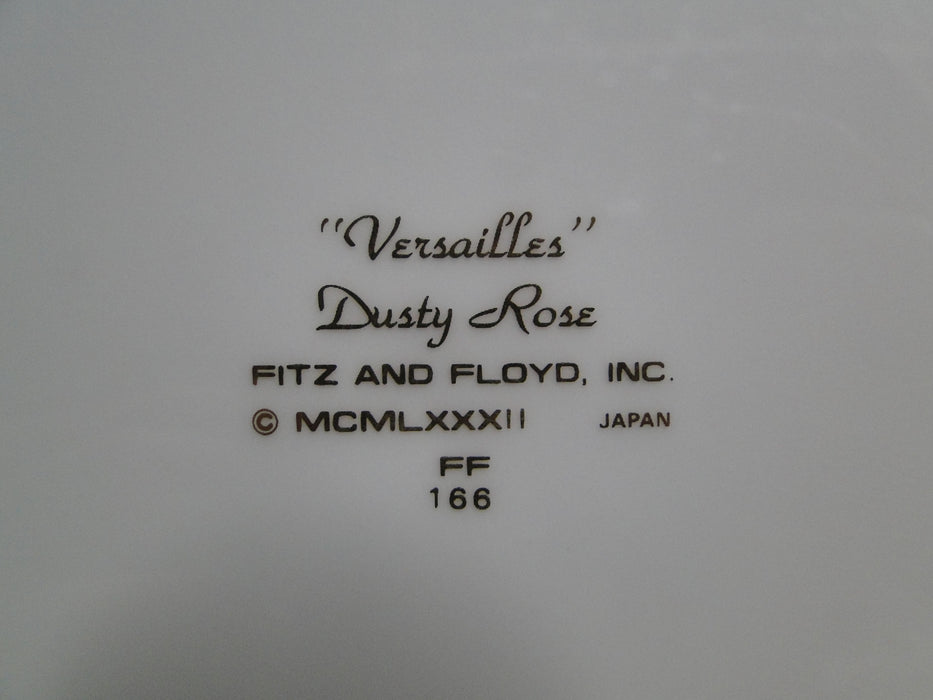 "Versailles"
Dusty Rose
FITZ AND FLOYD, INC.
© MCMLXXXII JAPAN
FF
166